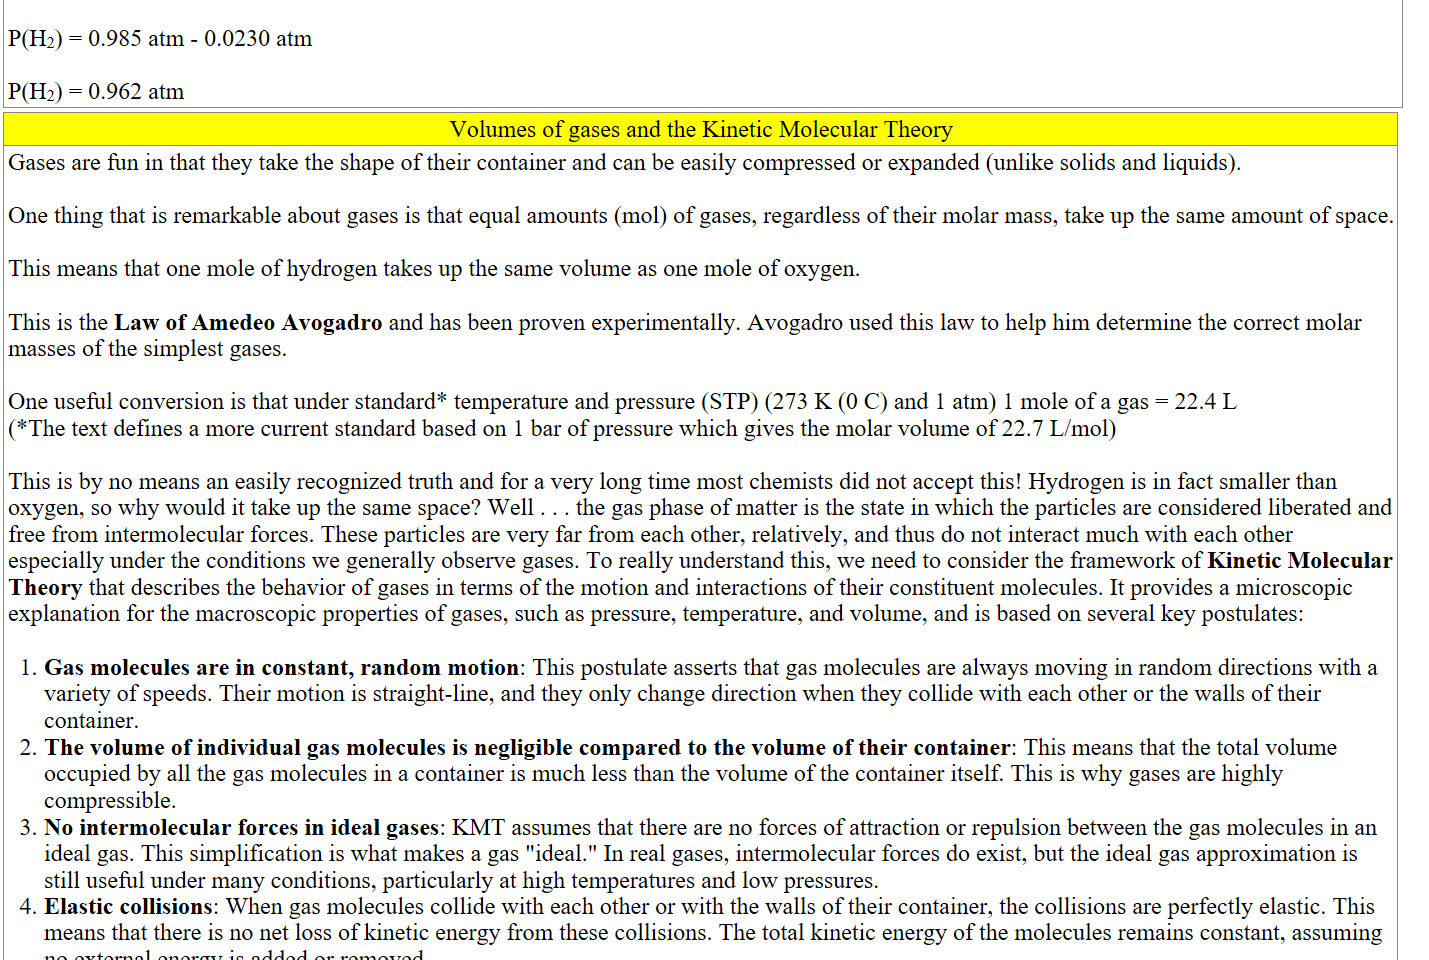 P(H₂) = 0.985 atm - 0.0230 atm
P(H₂) = 0.962 atm
Volumes of gases and the Kinetic Molecular Theory
Gases are fun in that they take the shape of their container and can be easily compressed or expanded (unlike solids and liquids).
One thing that is remarkable about gases is that equal amounts (mol) of gases, regardless of their molar mass, take up the same amount of space.
This means that one mole of hydrogen takes up the same volume as one mole of oxygen.
This is the Law of Amedeo Avogadro and has been proven experimentally. Avogadro used this law to help him determine the correct molar
masses of the simplest gases.
One useful conversion is that under standard* temperature and pressure (STP) (273 K (0 C) and 1 atm) 1 mole of a gas = 22.4 L
(*The text defines a more current standard based on 1 bar of pressure which gives the molar volume of 22.7 L/mol)
This is by no means an easily recognized truth and for a very long time most chemists did not accept this! Hydrogen is in fact smaller than
oxygen, so why would it take up the same space? Well . . . the gas phase of matter is the state in which the particles are considered liberated and
free from intermolecular forces. These particles are very far from each other, relatively, and thus do not interact much with each other
especially under the conditions we generally observe gases. To really understand this, we need to consider the framework of Kinetic Molecular
Theory that describes the behavior of gases in terms of the motion and interactions of their constituent molecules. It provides a microscopic
explanation for the macroscopic properties of gases, such as pressure, temperature, and volume, and is based on several key postulates:
1. Gas molecules are in constant, random motion: This postulate asserts that gas molecules are always moving in random directions with a
variety of speeds. Their motion is straight-line, and they only change direction when they collide with each other or the walls of their
container.
2. The volume of individual gas molecules is negligible compared to the volume of their container: This means that the total volume
occupied by all the gas molecules in a container is much less than the volume of the container itself. This is why gases are highly
compressible.
3. No intermolecular forces in ideal gases: KMT assumes that there are no forces of attraction or repulsion between the gas molecules in an
ideal gas. This simplification is what makes a gas "ideal." In real gases, intermolecular forces do exist, but the ideal gas approximation is
still useful under many conditions, particularly at high temperatures and low pressures.
4. Elastic collisions: When gas molecules collide with each other or with the walls of their container, the collisions are perfectly elastic. This
means that there is no net loss of kinetic energy from these collisions. The total kinetic energy of the molecules remains constant, assuming
no external energy is added or removed